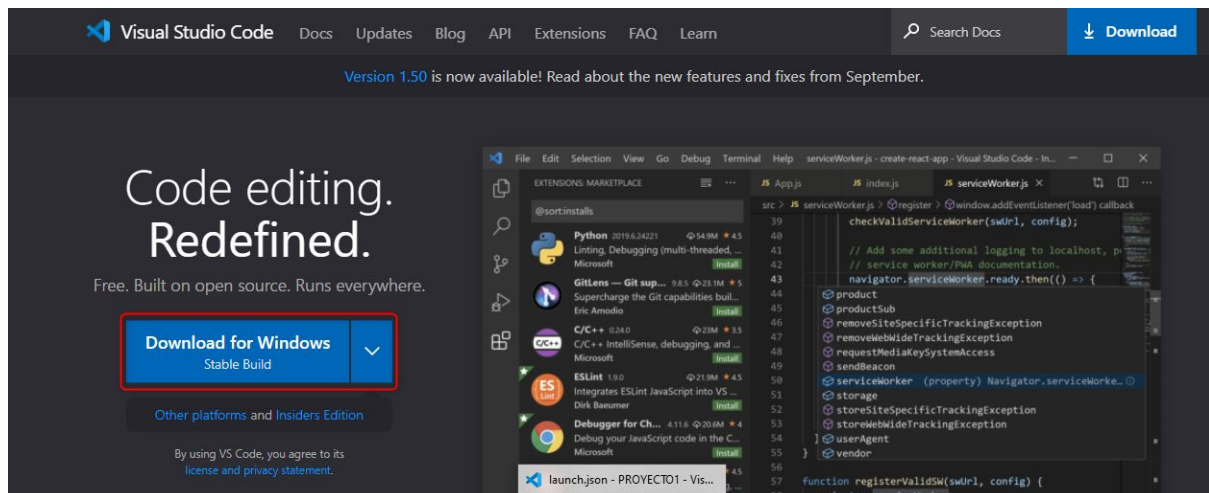 Visual Studio Code Docs Updates Blog API Extensions FAQ Learn Search Docs Download
Version 1.50 is now available! Read about the new features and fixes from September.
Code editing.
Redefined.
Free. Built on open source. Runs everywhere.
Download for Windows
Stable Build
Other platforms and Insiders Edition
By using VS Code, you agree to its
license and privacy statement.
File Edit Selection View Go Debug Terminal Help serviceWorker.js - create-react-app - Visual Studio Code - In...
EXTENSIONS: MARKETPLACE
@sort:installs
Python 2019.6.24221 54.9M 4.5
Linting, Debugging (multi-threaded, ...
Microsoft Install
GitLens — Git sup... 9.8.5 23.1M 5
Supercharge the Git capabilities buil...
Eric Amodio Install
C/C++ 0.24.0 23M 3.5
C/C++
C/C++ IntelliSense, debugging, and ...
Microsoft Install
ESLint 1.9.0 21.9M 4.5
ES
Lint
Integrates ESLint JavaScript into VS ...
Dirk Baeumer Install
Debugger for Ch... 4.11.6 20.6M 4
Debug your JavaScript code in the C...
Microsoft Install
4.5
launch.json - PROYECTO1 - Vis...
JS App.js JS index.js JS serviceWorker.js
src > JS serviceWorker.js > register > window.addEventListener('load') callback
39 checkValidServiceWorker(swUrl, config);
40
41 // Add some additional logging to localhost, p
42 // service worker/PWA documentation.
43 navigator.serviceWorker.ready.then(() => {
44 product
45 productSub
46 removeSiteSpecificTrackingException
47 removeWebWideTrackingException
48 requestMediaKeySystemAccess
49 sendBeacon
50 serviceWorker (property) Navigator.serviceWorke...
51 storage
52 storeSiteSpecificTrackingException
53 storeWebWideTrackingException
54 } userAgent
55 } vendor
56
57 function registerValidSW(swUrl, config) {